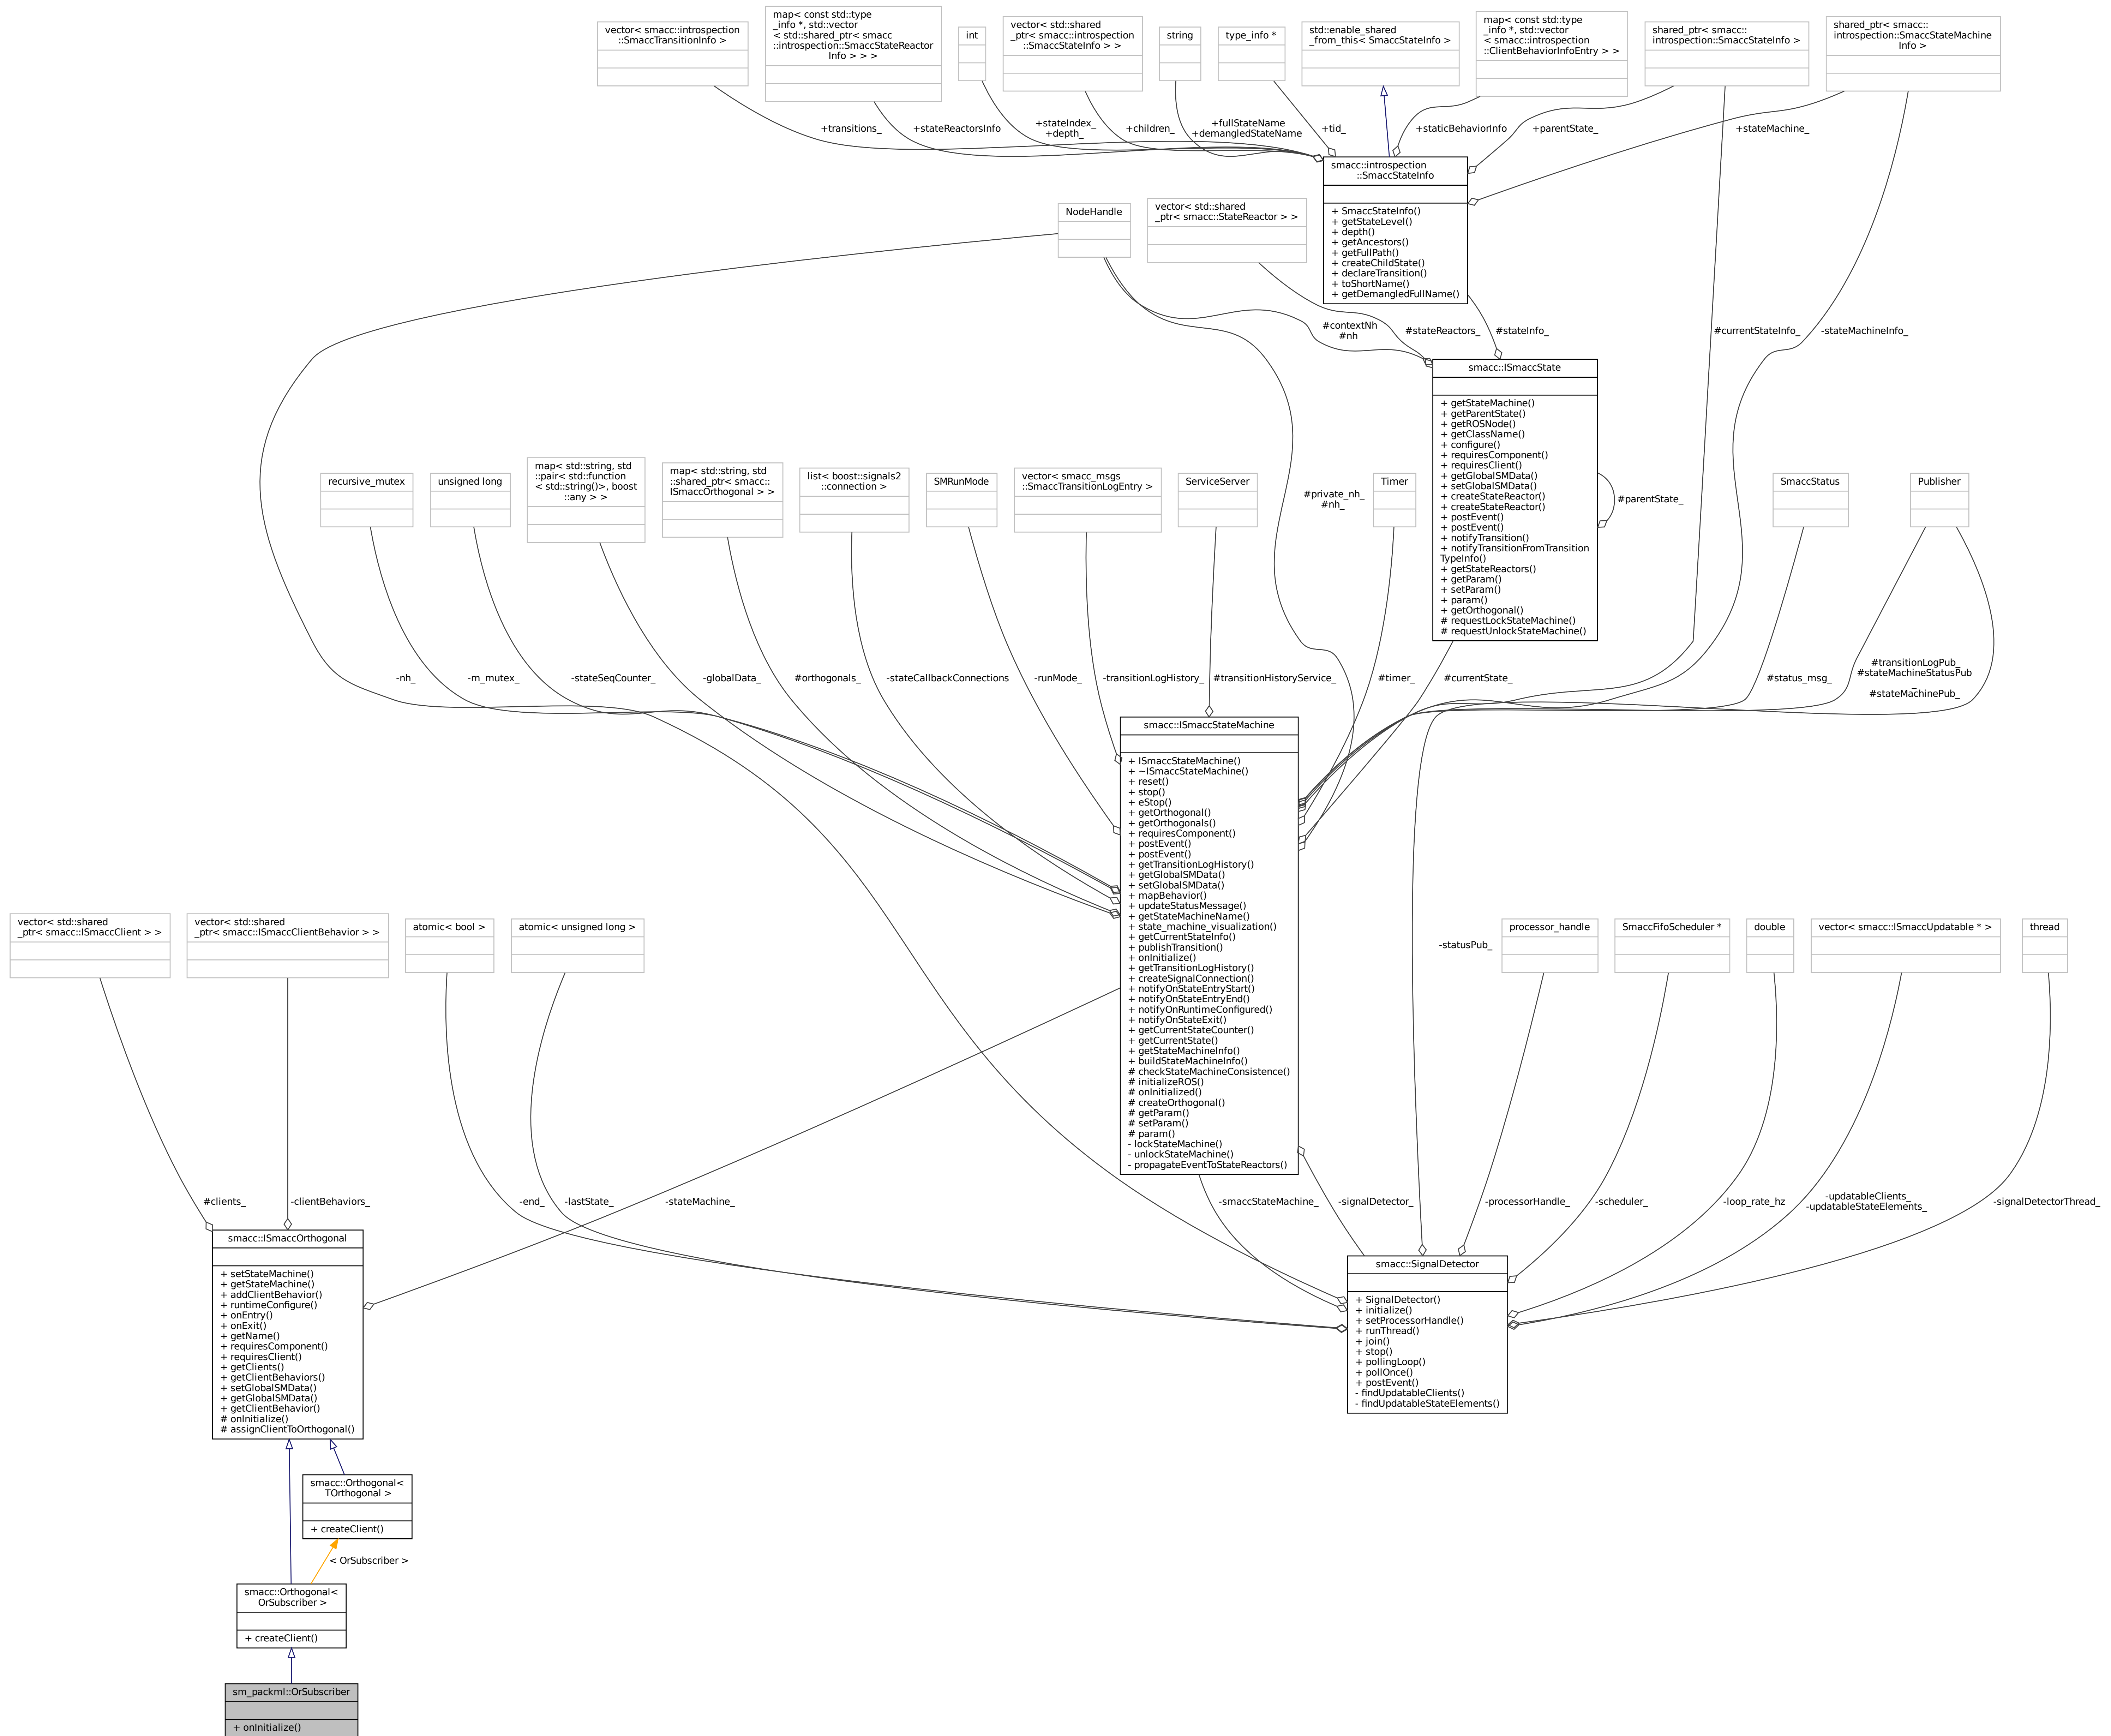 vector< smacc::introspection
::SmaccTransitionInfo >
map< const std::type
_info *, std::vector
< std::shared_ptr< smacc
::introspection::SmaccStateReactor
Info > > >
int
vector< std::shared
_ptr< smacc::introspection
::SmaccStateInfo > >
string
type_info *
std::enable_shared
_from_this< SmaccStateInfo >
map< const std::type
_info *, std::vector
< smacc::introspection
::ClientBehaviorInfoEntry > >
shared_ptr< smacc::
introspection::SmaccStateInfo >
shared_ptr< smacc::
introspection::SmaccStateMachine
Info >
+transitions_
+stateReactorsInfo
+stateIndex_
+depth_
+children_
+fullStateName
+demangledStateName
+tid_
+staticBehaviorInfo
+parentState_
+stateMachine_
smacc::introspection
::SmaccStateInfo
+ SmaccStateInfo()
+ getStateLevel()
+ depth()
+ getAncestors()
+ getFullPath()
+ createChildState()
+ declareTransition()
+ toShortName()
+ getDemangledFullName()
NodeHandle
vector< std::shared
_ptr< smacc::StateReactor > >
#contextNh
#nh
#stateReactors_
#stateInfo_
#currentStateInfo_
-stateMachineInfo_
smacc::ISmaccState
+ getStateMachine()
+ getParentState()
+ getROSNode()
+ getClassName()
+ configure()
+ requiresComponent()
+ requiresClient()
+ getGlobalSMData()
+ setGlobalSMData()
+ createStateReactor()
+ createStateReactor()
+ postEvent()
+ postEvent()
+ notifyTransition()
+ notifyTransitionFromTransition
TypeInfo()
+ getStateReactors()
+ getParam()
+ setParam()
+ param()
+ getOrthogonal()
# requestLockStateMachine()
# requestUnlockStateMachine()
#parentState_
recursive_mutex
unsigned long
map< std::string, std
::pair< std::function
< std::string()>, boost
::any > >
map< std::string, std
::shared_ptr< smacc::
ISmaccOrthogonal > >
list< boost::signals2
::connection >
SMRunMode
vector< smacc_msgs
::SmaccTransitionLogEntry >
ServiceServer
#private_nh_
#nh_
Timer
SmaccStatus
Publisher
-nh_
-m_mutex_
-stateSeqCounter_
-globalData_
#orthogonals_
-stateCallbackConnections
-runMode_
-transitionLogHistory_
#transitionHistoryService_
#timer_
#currentState_
#status_msg_
#transitionLogPub_
#stateMachineStatusPub
_
#stateMachinePub_
smacc::ISmaccStateMachine
+ ISmaccStateMachine()
+ ~ISmaccStateMachine()
+ reset()
+ stop()
+ eStop()
+ getOrthogonal()
+ getOrthogonals()
+ requiresComponent()
+ postEvent()
+ postEvent()
+ getTransitionLogHistory()
+ getGlobalSMData()
+ setGlobalSMData()
+ mapBehavior()
+ updateStatusMessage()
+ getStateMachineName()
+ state_machine_visualization()
+ getCurrentStateInfo()
+ publishTransition()
+ onInitialize()
+ getTransitionLogHistory()
+ createSignalConnection()
+ notifyOnStateEntryStart()
+ notifyOnStateEntryEnd()
+ notifyOnRuntimeConfigured()
+ notifyOnStateExit()
+ getCurrentStateCounter()
+ getCurrentState()
+ getStateMachineInfo()
+ buildStateMachineInfo()
# checkStateMachineConsistence()
# initializeROS()
# onInitialized()
# createOrthogonal()
# getParam()
# setParam()
# param()
- lockStateMachine()
- unlockStateMachine()
- propagateEventToStateReactors()
vector< std::shared
_ptr< smacc::ISmaccClient > >
vector< std::shared
_ptr< smacc::ISmaccClientBehavior > >
atomic< bool >
atomic< unsigned long >
-statusPub_
processor_handle
SmaccFifoScheduler *
double
vector< smacc::ISmaccUpdatable * >
thread
#clients_
-clientBehaviors_
-end_
-lastState_
-stateMachine_
-smaccStateMachine_
-signalDetector_
-processorHandle_
-scheduler_
-loop_rate_hz
-updatableClients_
-updatableStateElements_
-signalDetectorThread_
smacc::ISmaccOrthogonal
+ setStateMachine()
+ getStateMachine()
+ addClientBehavior()
+ runtimeConfigure()
+ onEntry()
+ onExit()
+ getName()
+ requiresComponent()
+ requiresClient()
+ getClients()
+ getClientBehaviors()
+ setGlobalSMData()
+ getGlobalSMData()
+ getClientBehavior()
# onInitialize()
# assignClientToOrthogonal()
smacc::SignalDetector
+ SignalDetector()
+ initialize()
+ setProcessorHandle()
+ runThread()
+ join()
+ stop()
+ pollingLoop()
+ pollOnce()
+ postEvent()
- findUpdatableClients()
- findUpdatableStateElements()
smacc::Orthogonal<
TOrthogonal >
+ createClient()
< OrSubscriber >
smacc::Orthogonal<
OrSubscriber >
+ createClient()
sm_packml::OrSubscriber
+ onInitialize()